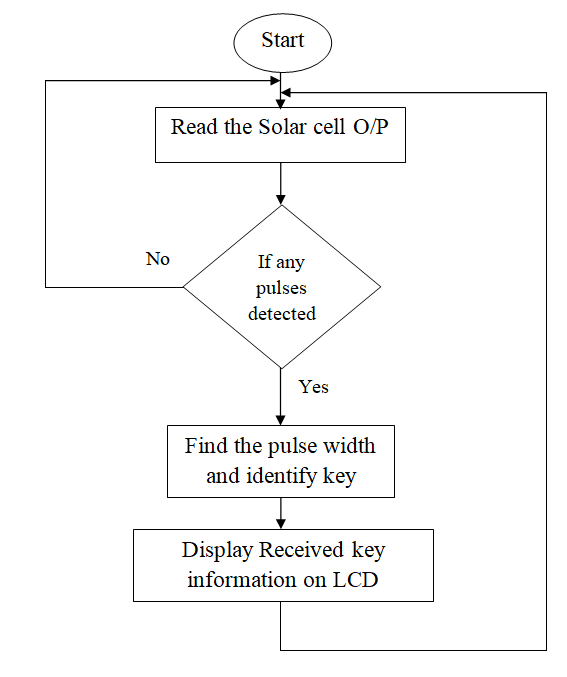 Start
Read the Solar cell O/P
No
If any
pulses
detected
Yes
Find the pulse width
and identify key
Display Received key
information on LCD